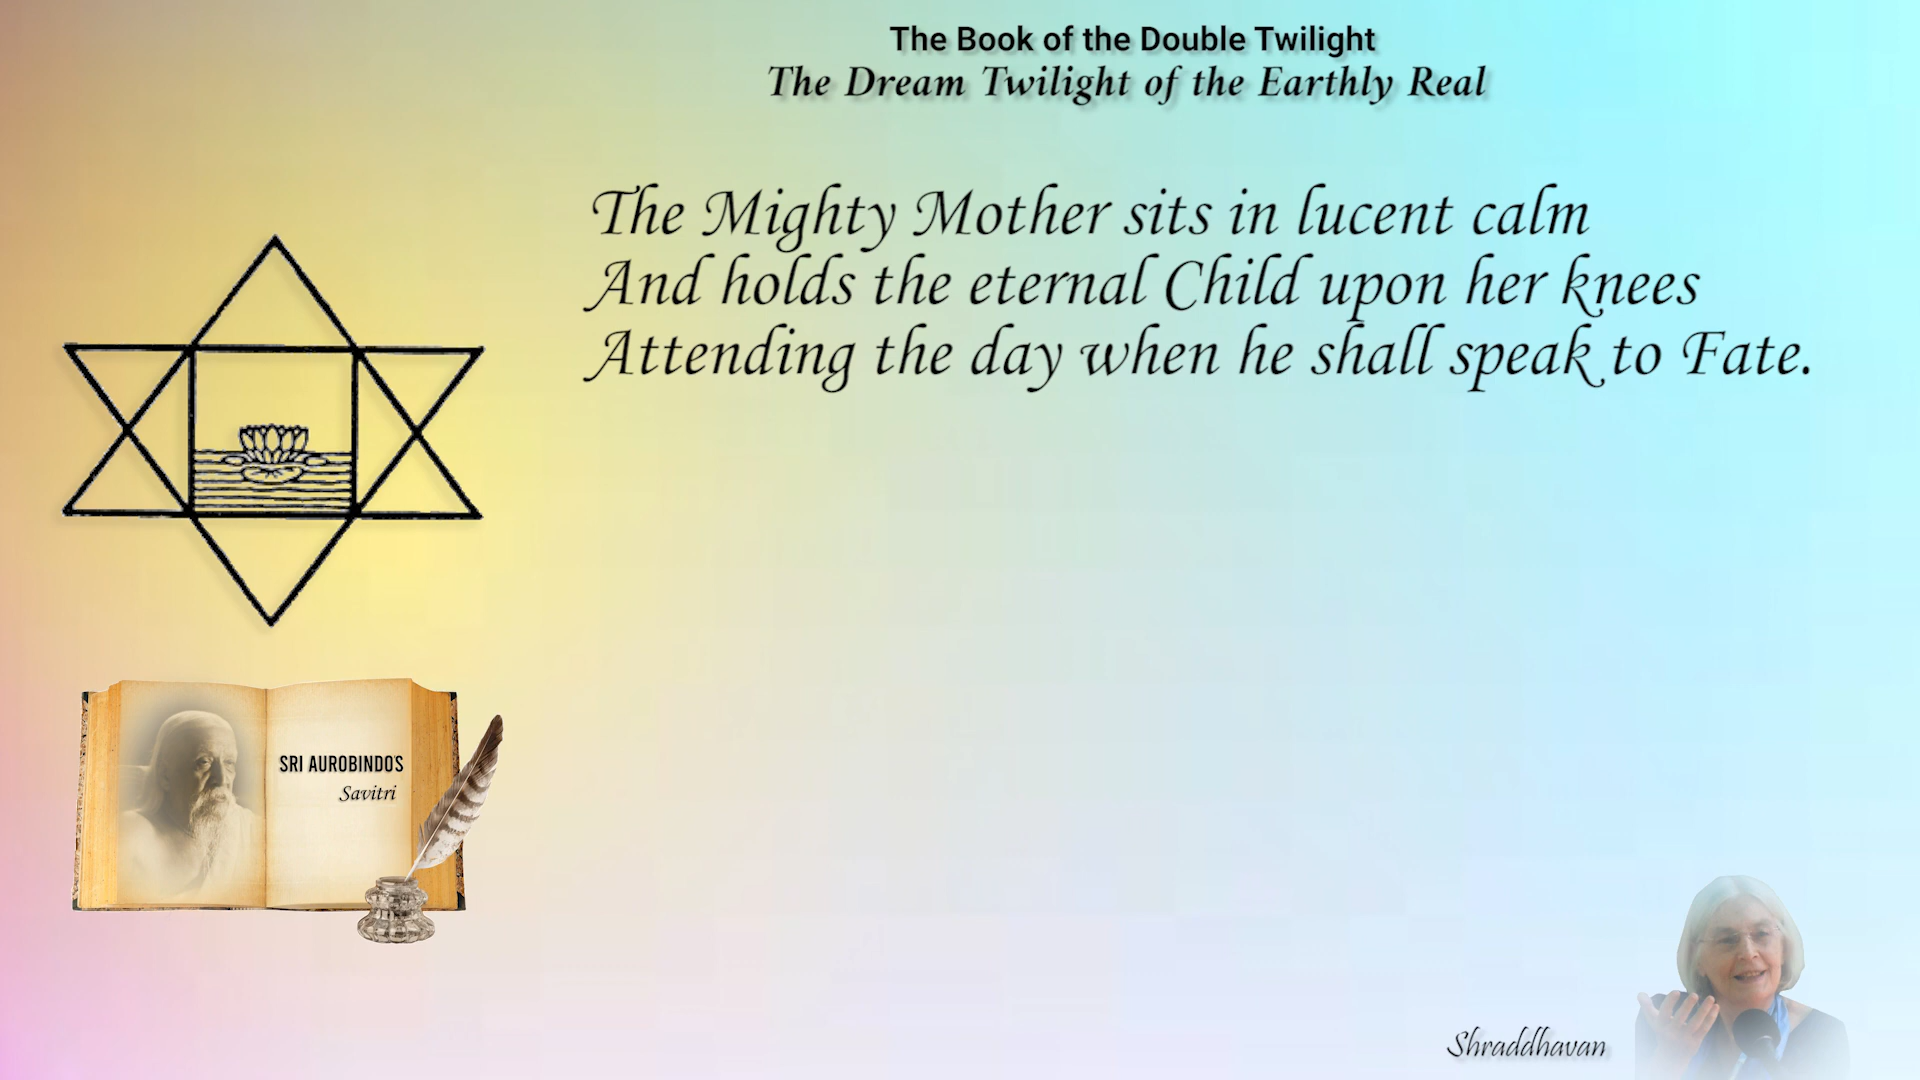 The Book of the Double Twilight
The Dream Twilight of the Earthly Real
The Mighty Mother sits in lucent calm
And holds the eternal Child upon her knees
Attending the day when he shall speak to Fate.
SRI AUROBINDO'S
Savitri
Shraddhavan